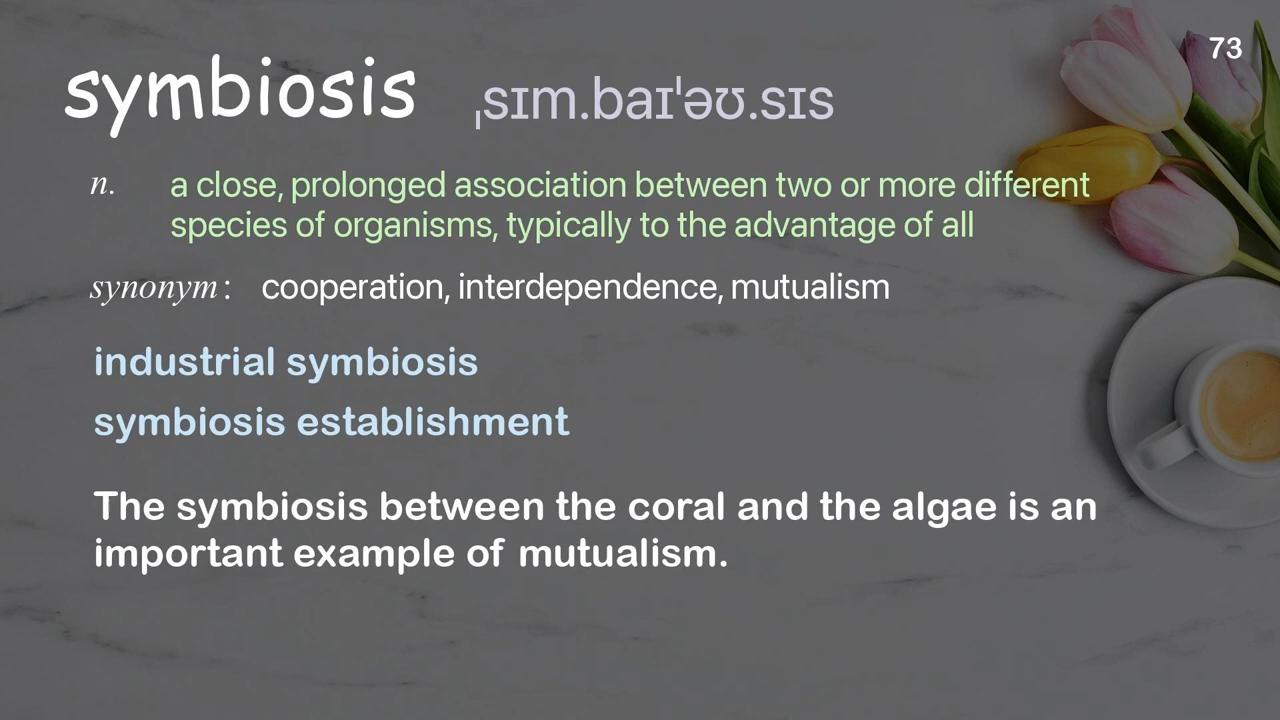 73
symbiosis ˌsɪm.baɪˈəʊ.sɪs
n. a close, prolonged association between two or more different
species of organisms, typically to the advantage of all
synonym: cooperation, interdependence, mutualism
industrial symbiosis
symbiosis establishment
The symbiosis between the coral and the algae is an
important example of mutualism.